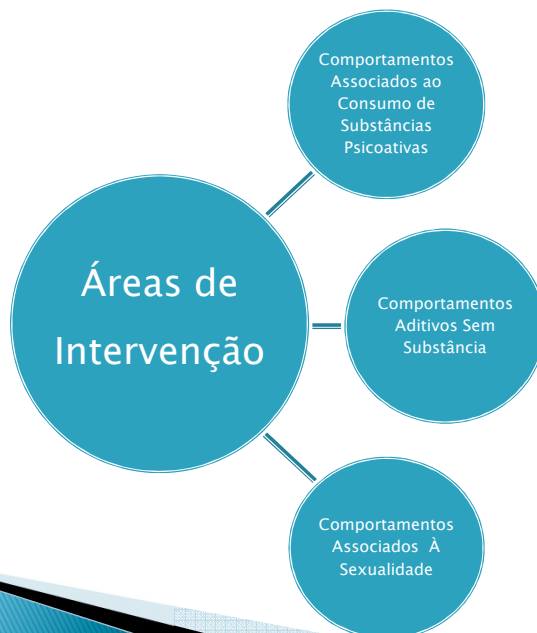 Comportamentos
Associados ao
Consumo de
Substâncias
Psicoativas
Áreas de
Intervenção
Comportamentos
Aditivos Sem
Substância
Comportamentos
Associados À
Sexualidade